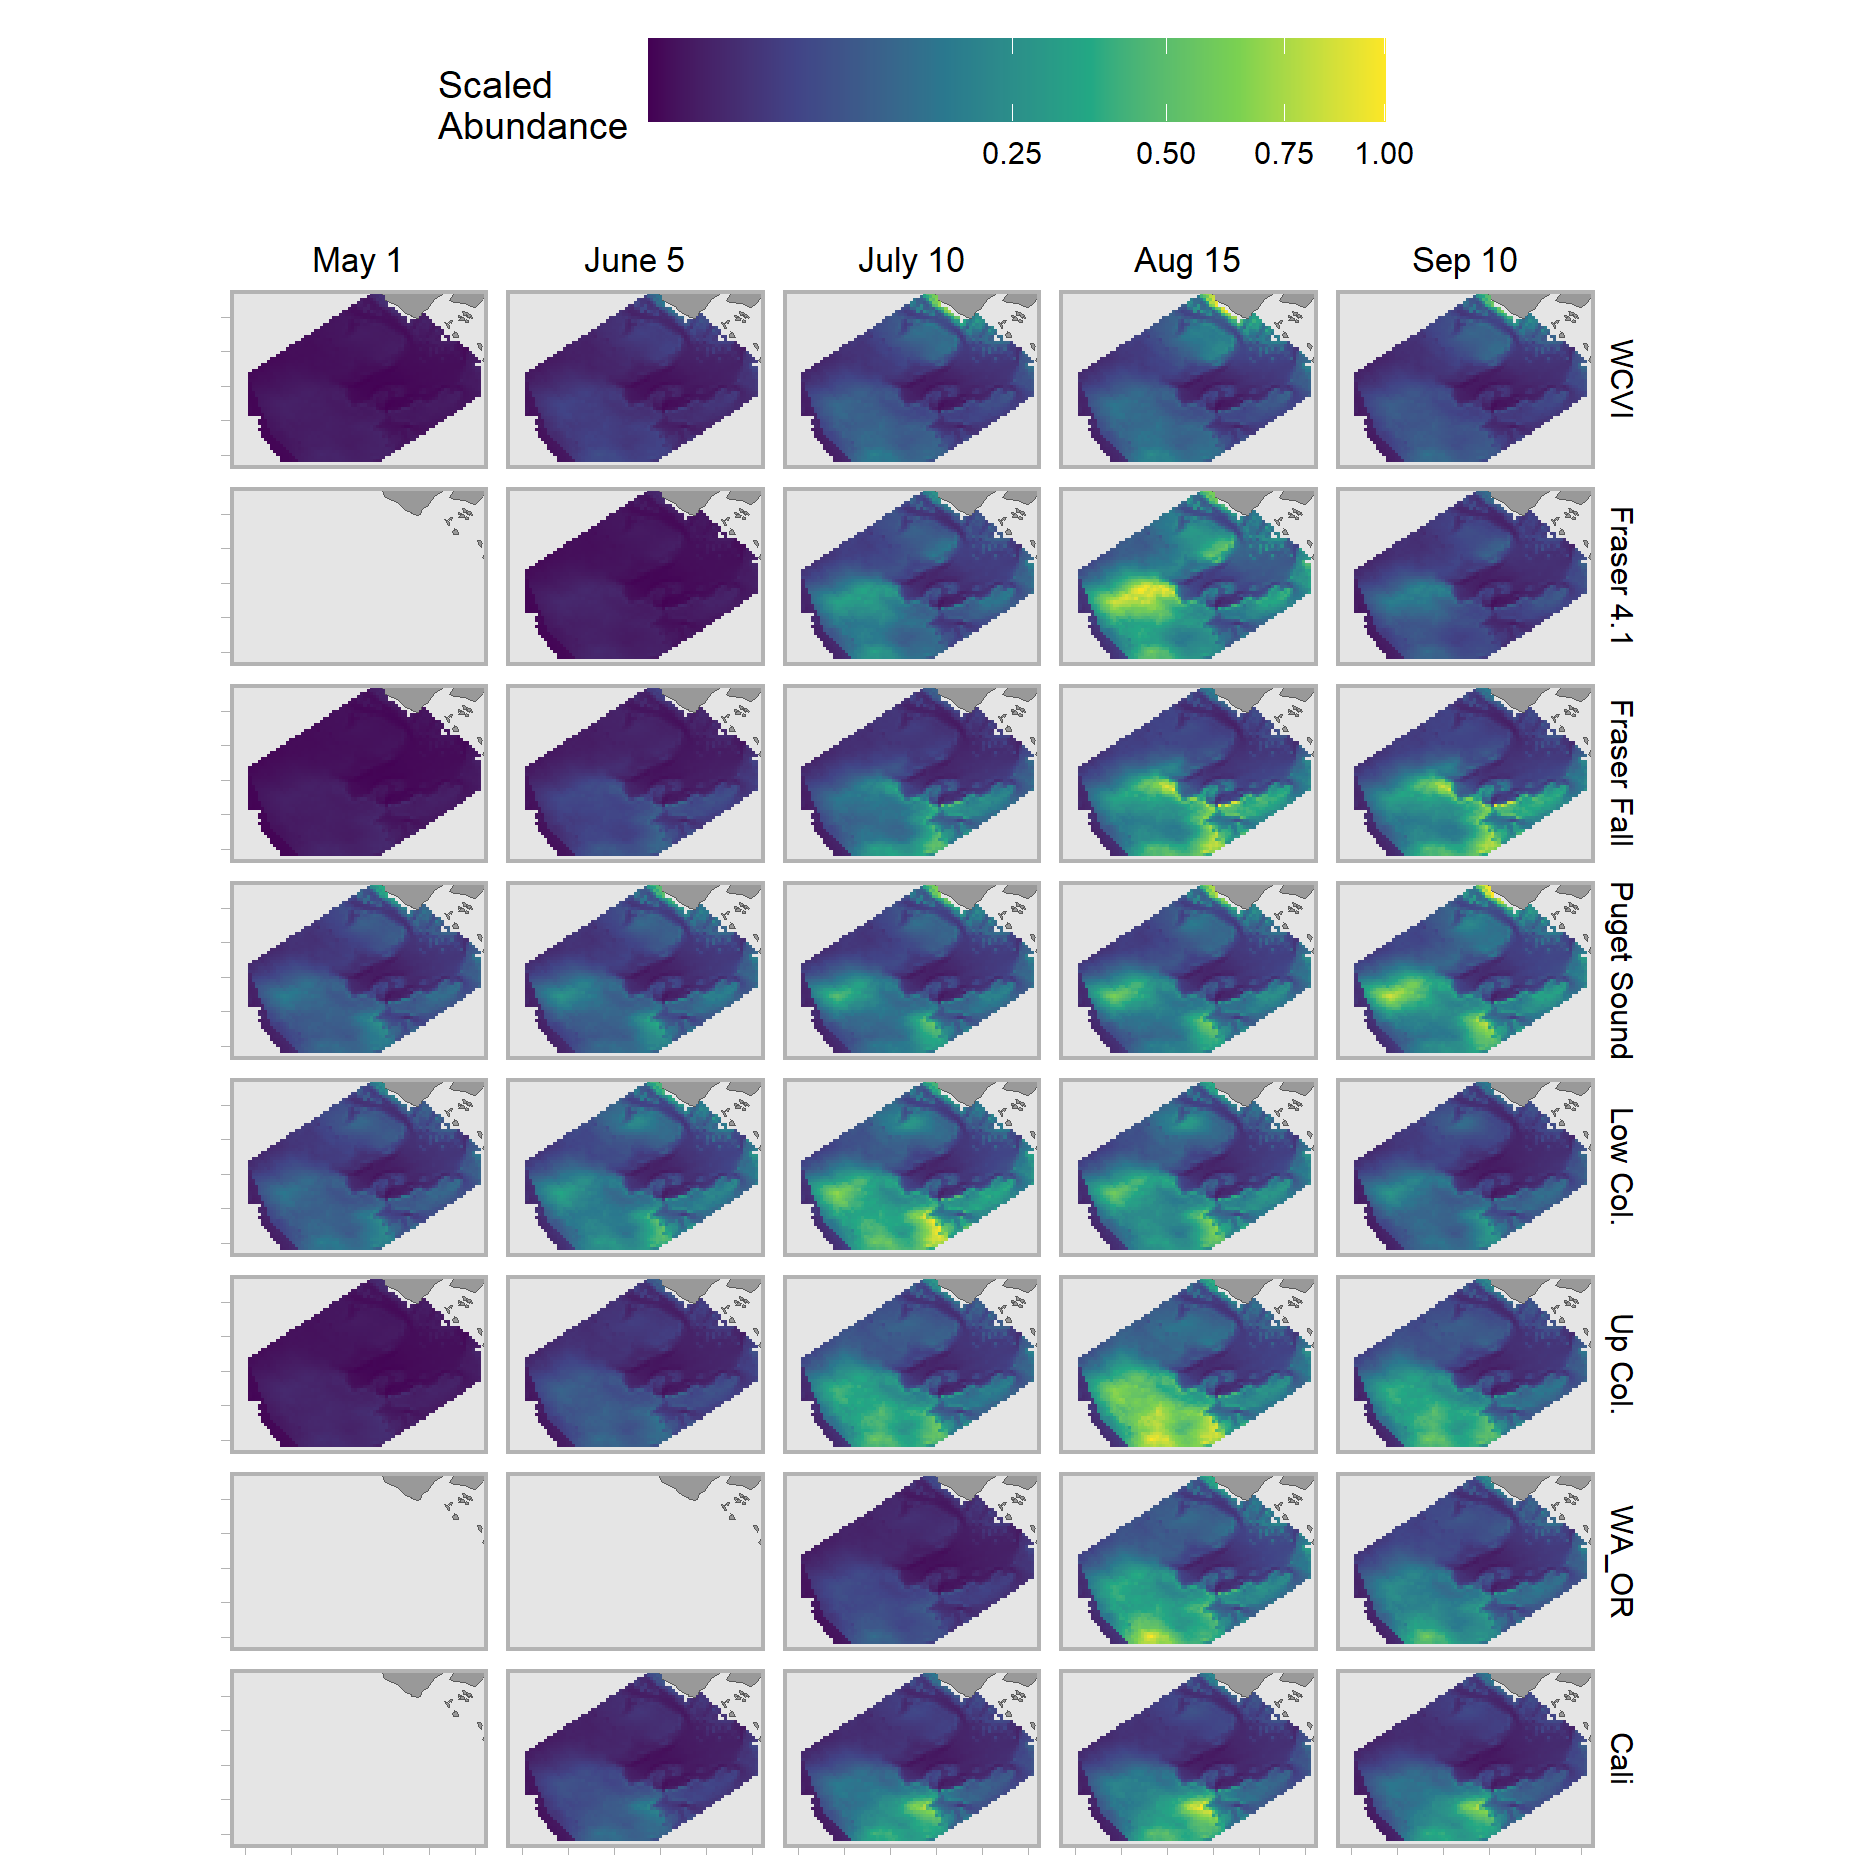 Scaled
Abundance
0.25 0.50 0.75 1.00
May 1 June 5 July 10 Aug 15 Sep 10
WCVI
Fraser 4.1
Fraser Fall
Puget Sound
Low Col.
Up Col.
WA_OR
Cali